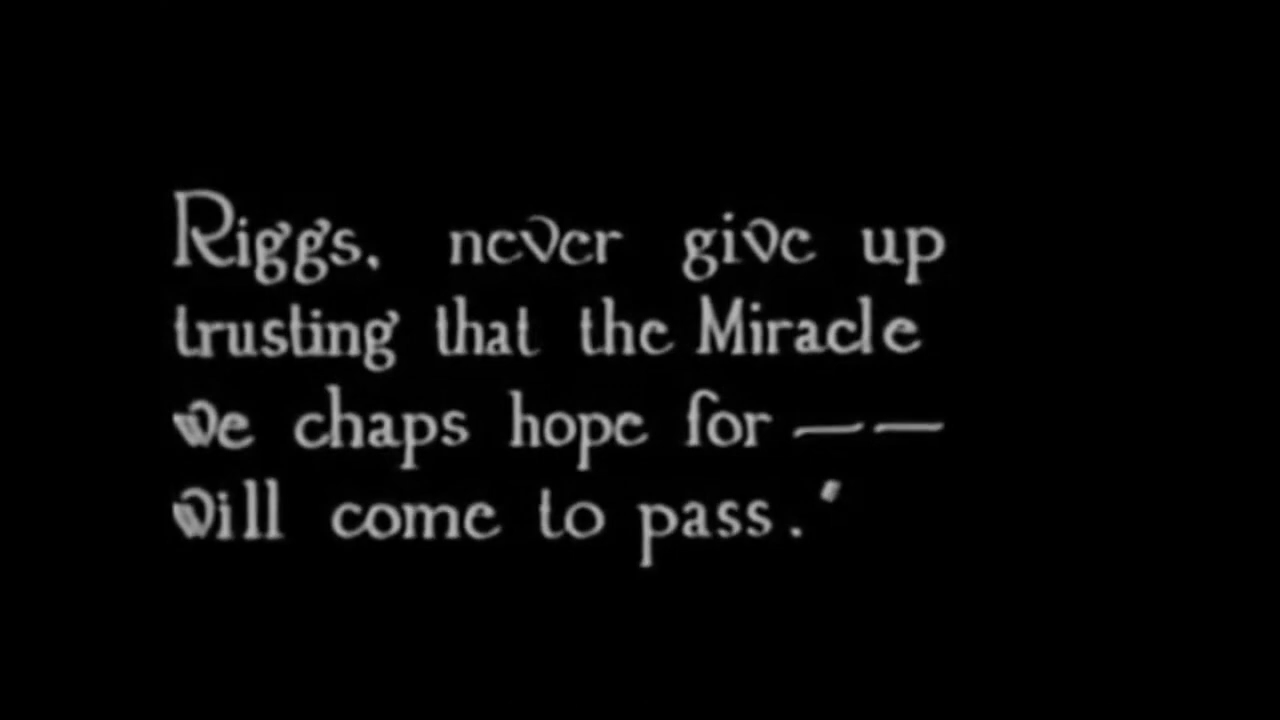 Riggs, never give up
trusting that the Miracle
we chaps hope for ——
will come to pass."